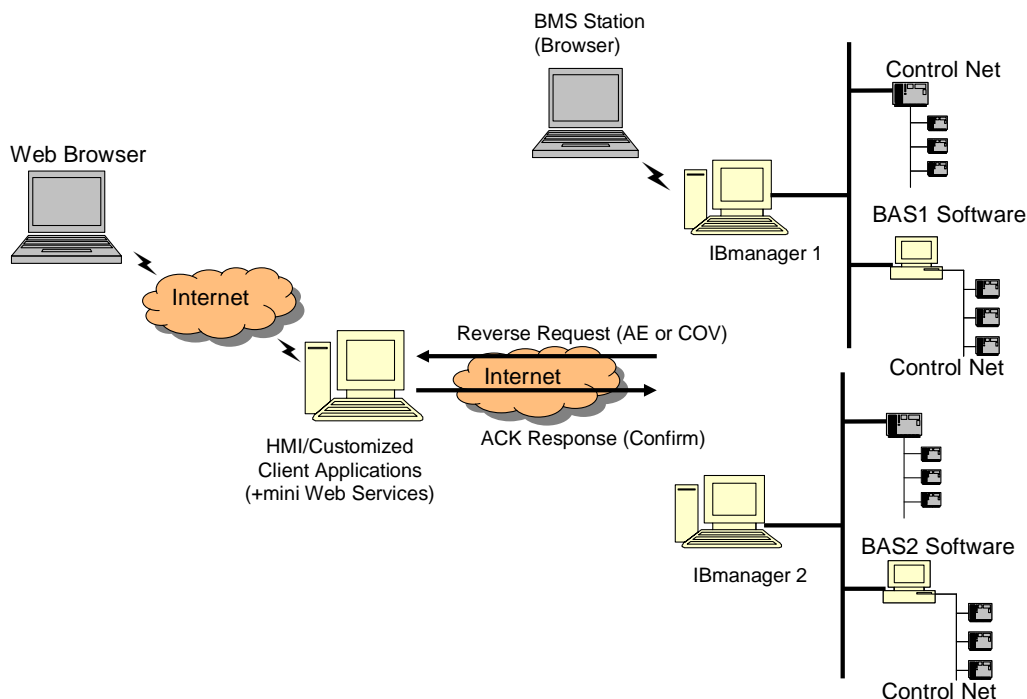 BMS Station
(Browser)
Control Net
Web Browser
BAS1 Software
IBmanager 1
Internet
Reverse Request (AE or COV)
Internet
Control Net
ACK Response (Confirm)
HMI/Customized
Client Applications
(+mini Web Services)
BAS2 Software
IBmanager 2
Control Net